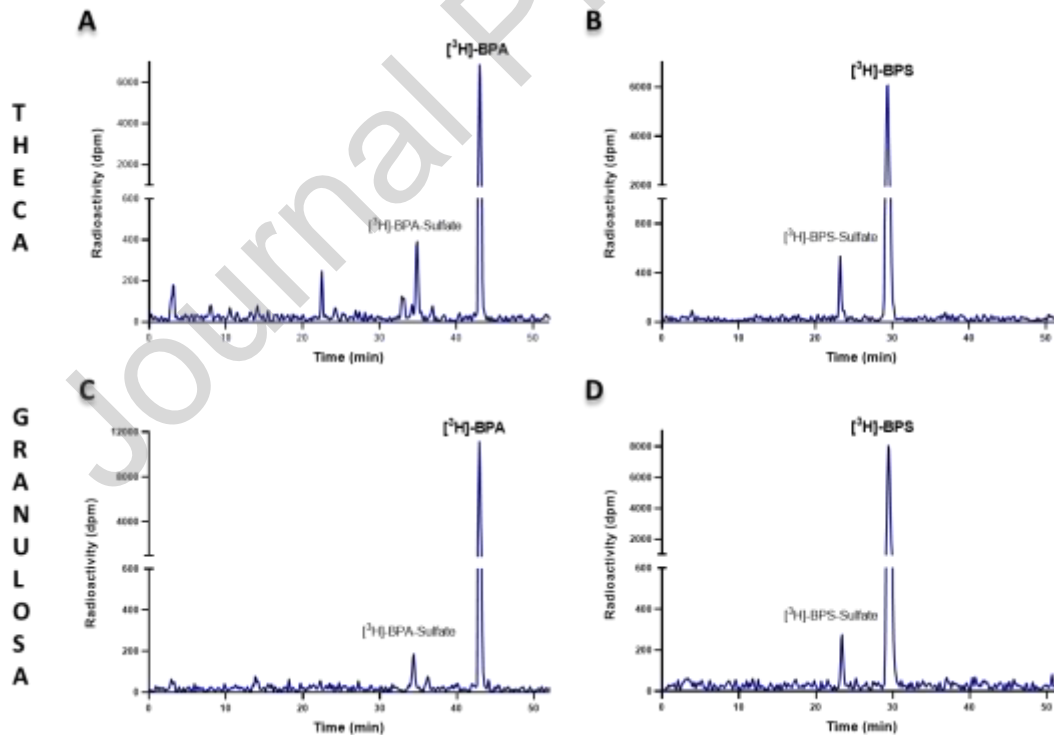 Journal P
THECA
A
[³H]-BPA
6000
4000
2000
600
400
200
0
Radioactivity (dpm)
[³H]-BPA-Sulfate
0 10 20 30 40 50
Time (min)
B
[³H]-BPS
6000
4000
2000
800
400
0
Radioactivity (dpm)
[³H]-BPS-Sulfate
0 10 20 30 40 50
Time (min)
GRANULOSA
C
[³H]-BPA
12000
8000
4000
600
400
200
0
Radioactivity (dpm)
[³H]-BPA-Sulfate
0 10 20 30 40 50
Time (min)
D
[³H]-BPS
8000
6000
4000
2000
600
400
200
0
Radioactivity (dpm)
[³H]-BPS-Sulfate
0 10 20 30 40 50
Time (min)